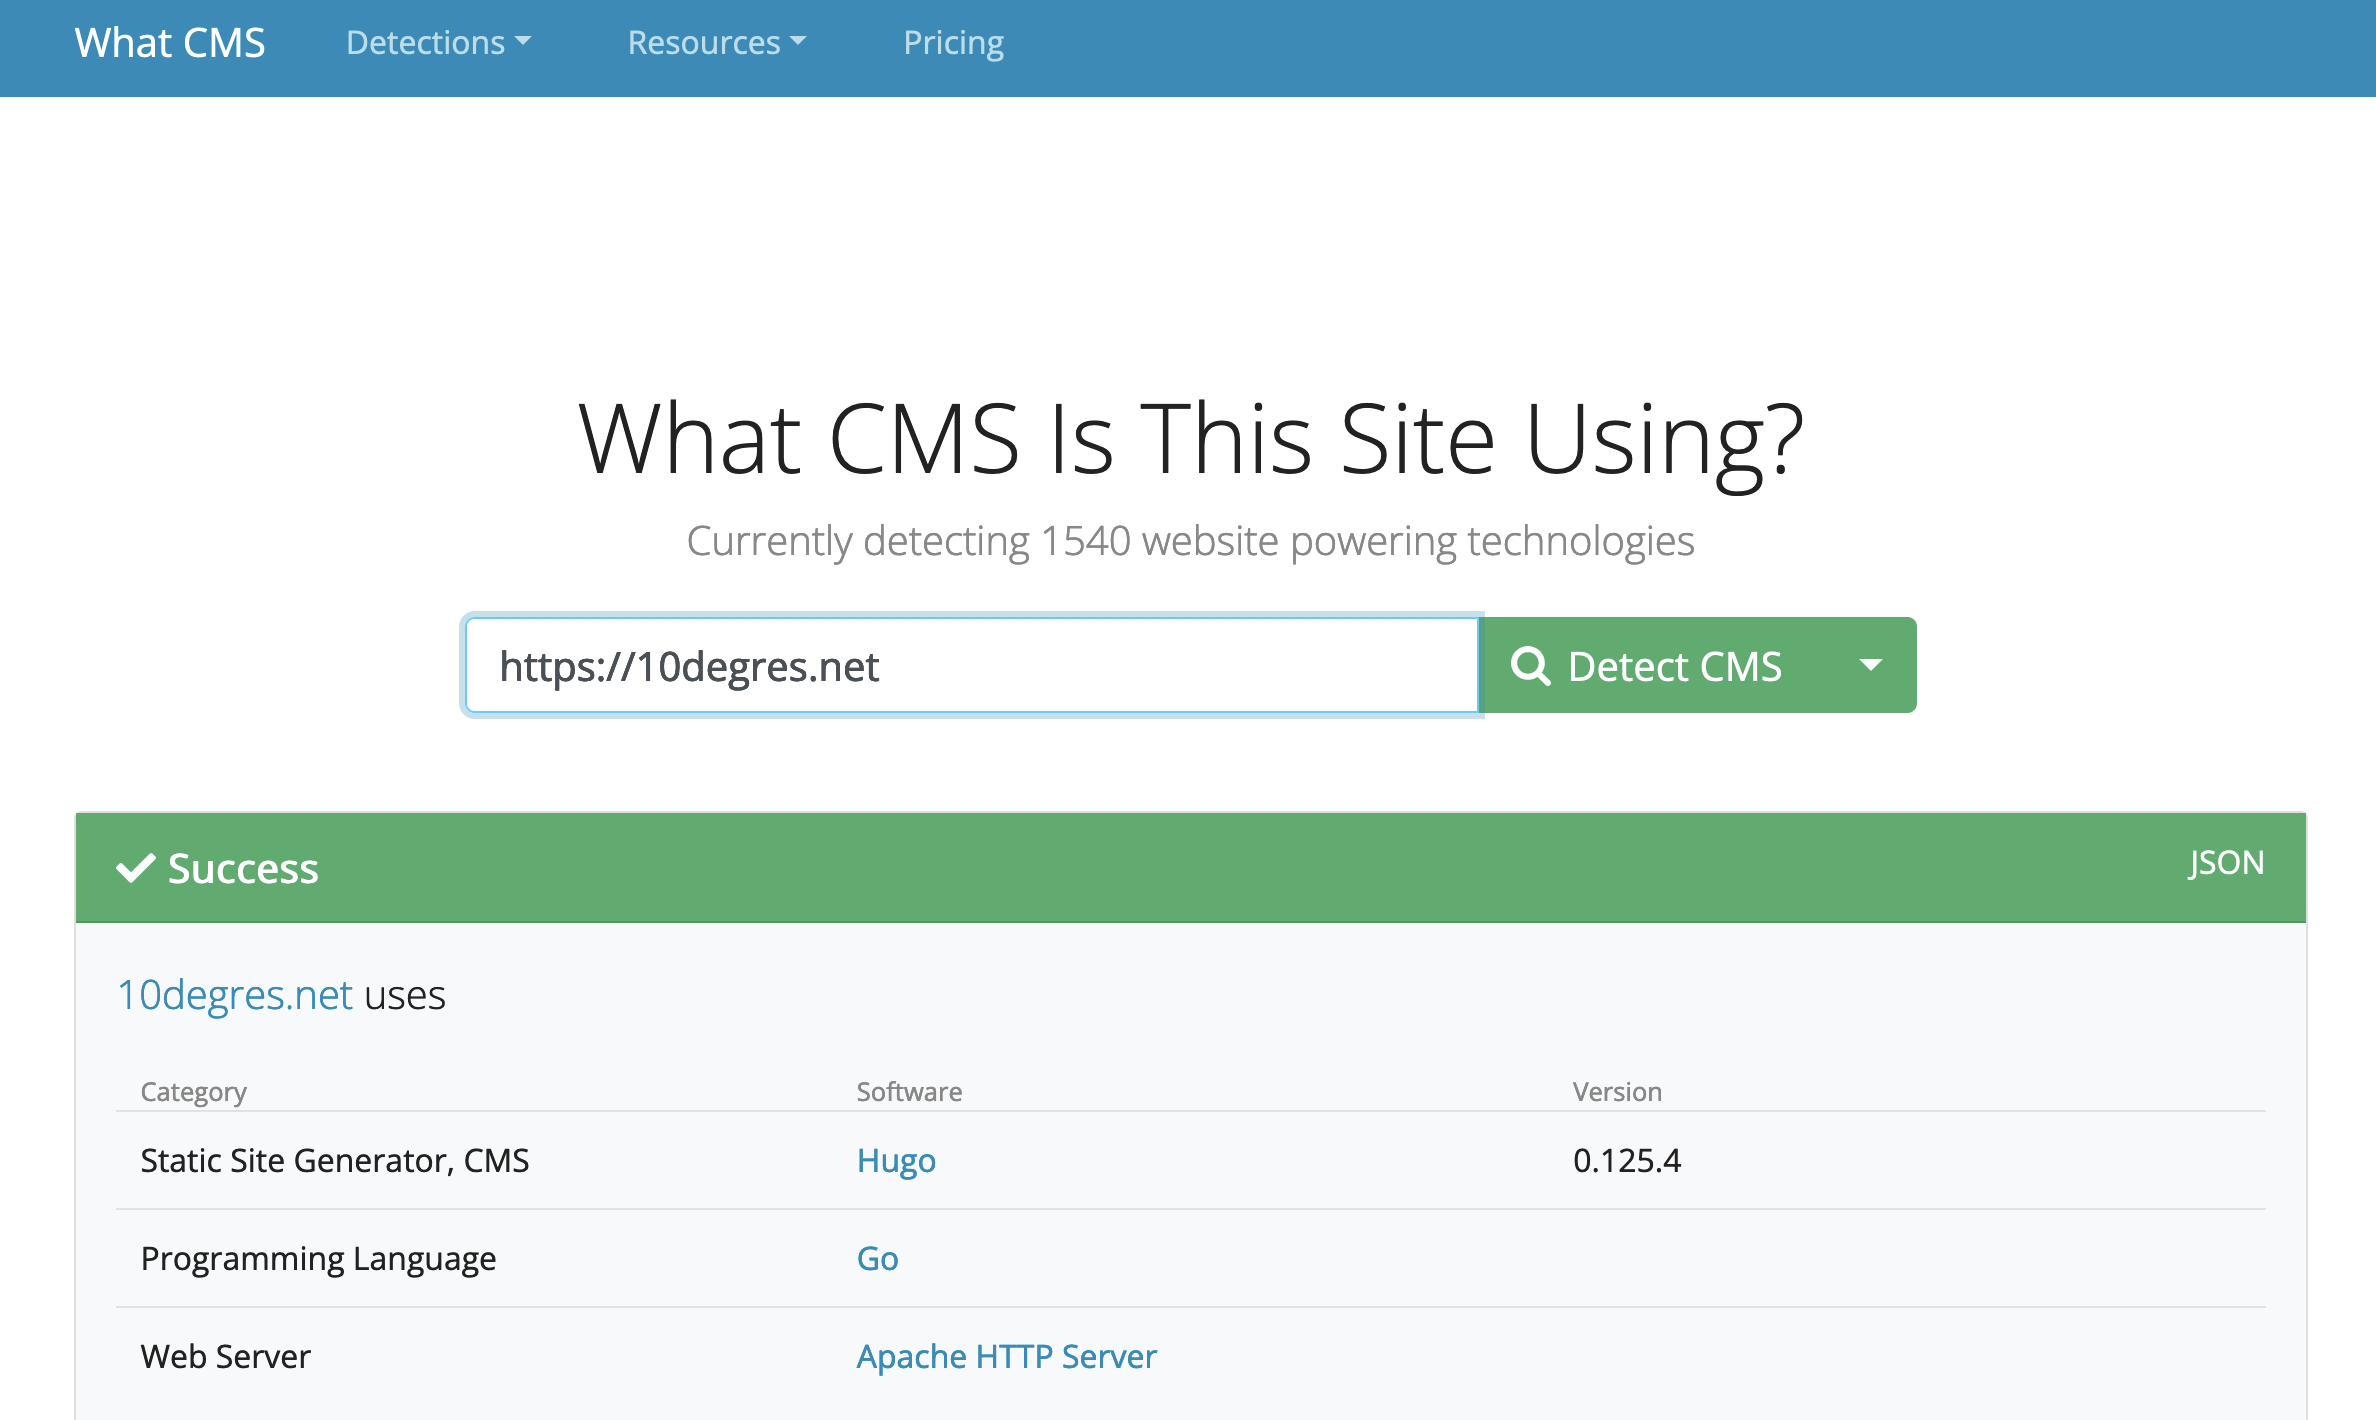 What CMS Detections Resources Pricing
What CMS Is This Site Using?
Currently detecting 1540 website powering technologies
https://10degres.net Detect CMS
Success JSON
10degres.net uses
Category Software Version
Static Site Generator, CMS Hugo 0.125.4
Programming Language Go
Web Server Apache HTTP Server